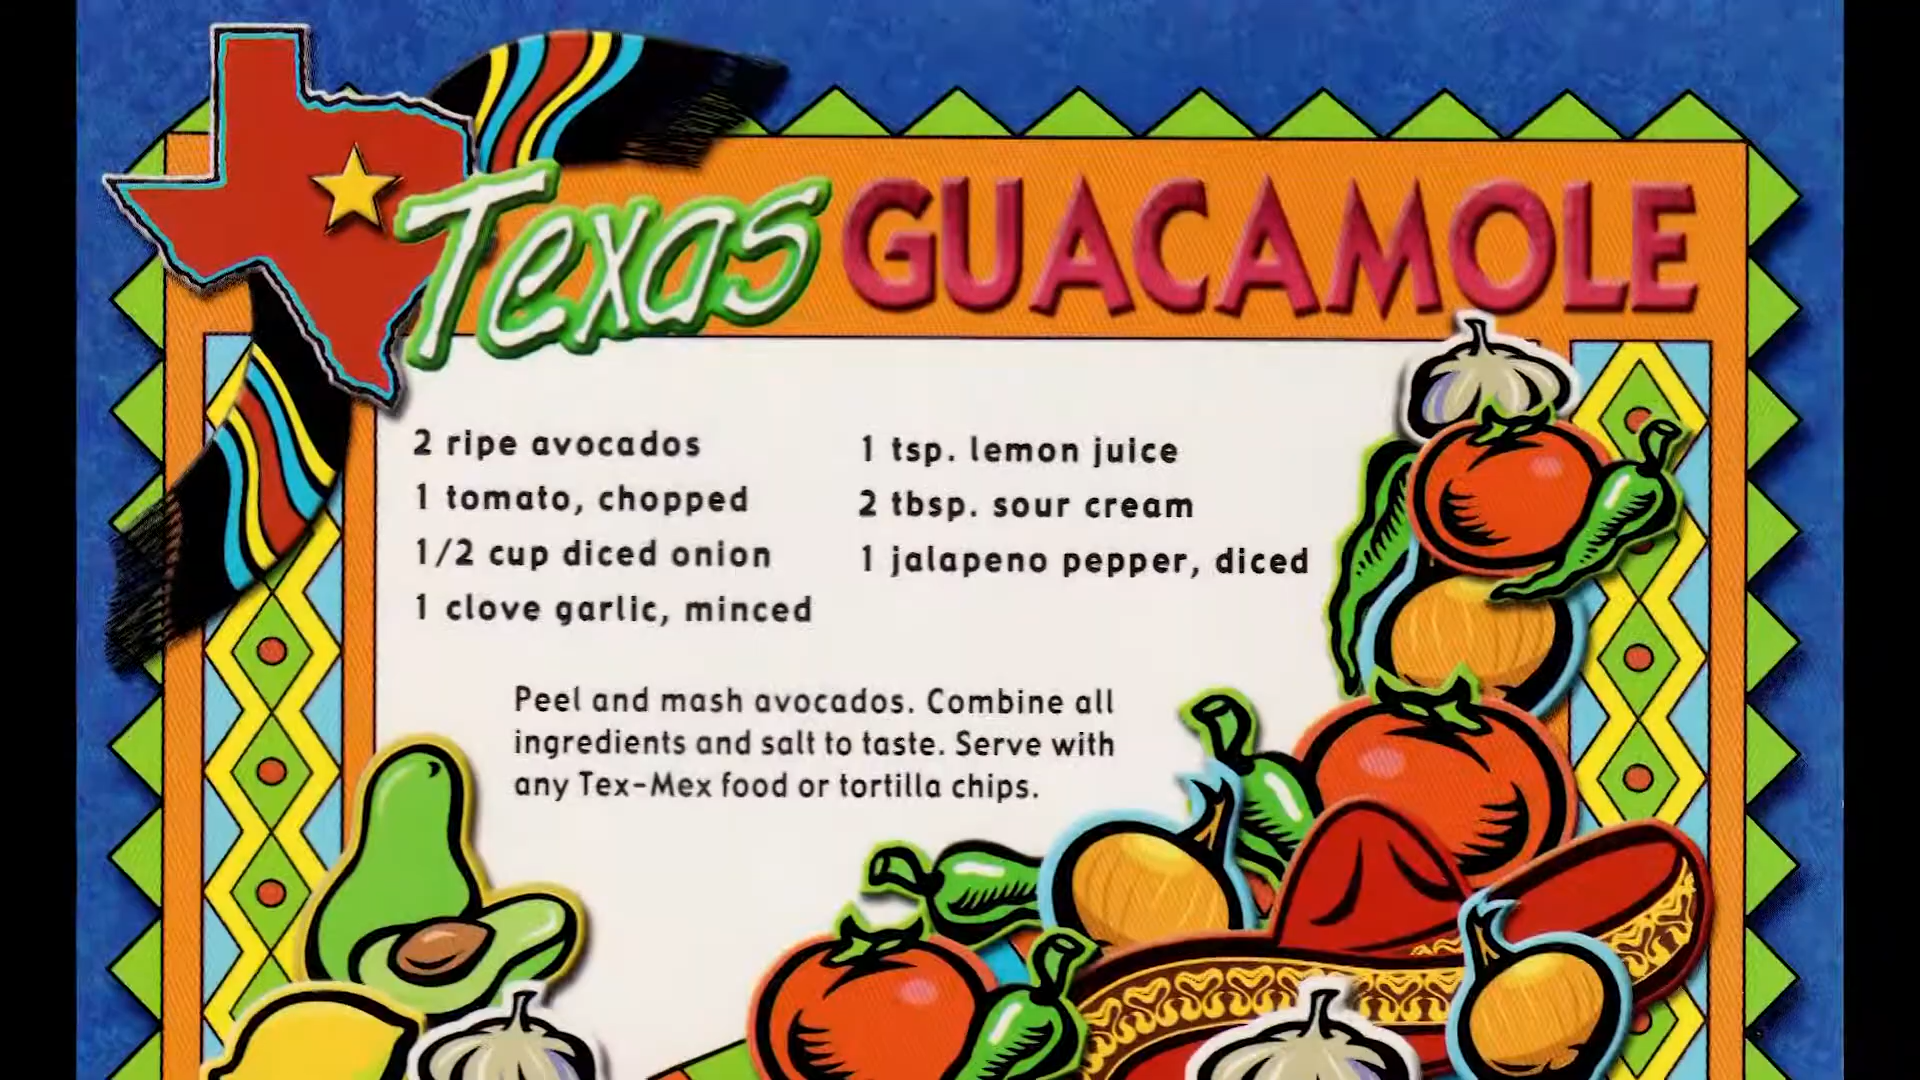 Texas GUACAMOLE
2 ripe avocados
1 tomato, chopped
1/2 cup diced onion
1 clove garlic, minced
1 tsp. lemon juice
2 tbsp. sour cream
1 jalapeno pepper, diced
Peel and mash avocados. Combine all
ingredients and salt to taste. Serve with
any Tex-Mex food or tortilla chips.